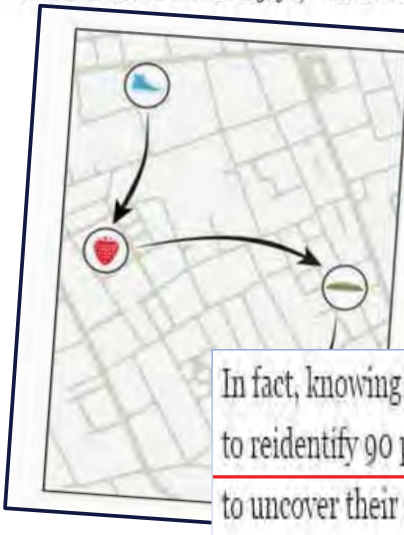 In fact, knowing
to reidentify 90
to uncover their